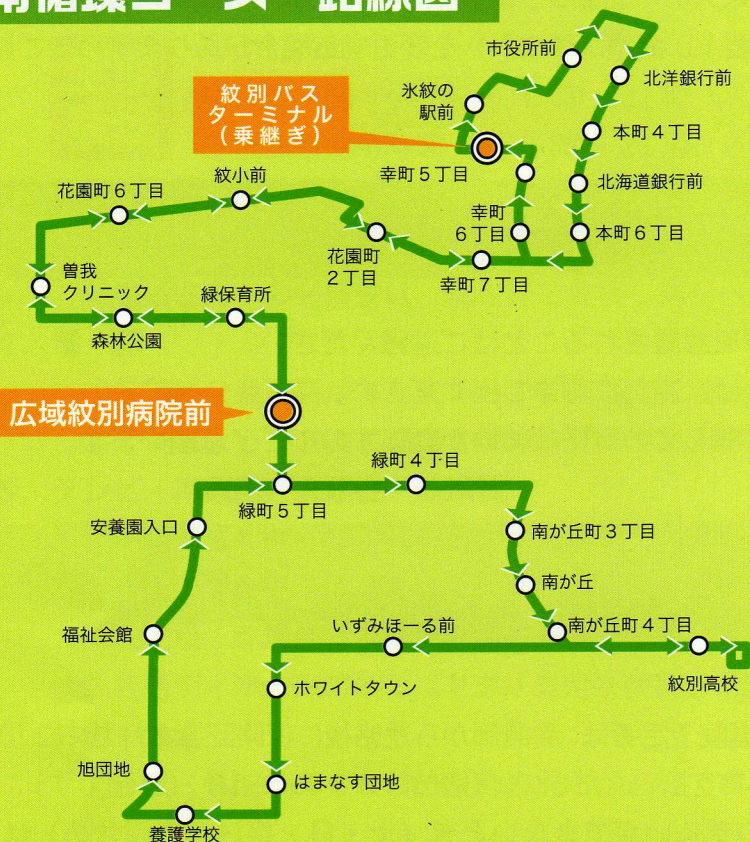 南循環コース 路線図
市役所前
北洋銀行前
氷紋の
駅前
紋別バス
ターミナル
(乗継ぎ)
本町4丁目
幸町5丁目
紋小前
花園町6丁目
北海道銀行前
幸町
6丁目
本町6丁目
花園町
2丁目
幸町7丁目
曽我
クリニック
緑保育所
森林公園
広域紋別病院前
緑町4丁目
緑町5丁目
安養園入口
南が丘町3丁目
南が丘
福祉会館
いずみほーる前
南が丘町4丁目
紋別高校
ホワイトタウン
旭団地
はまなす団地
養護学校